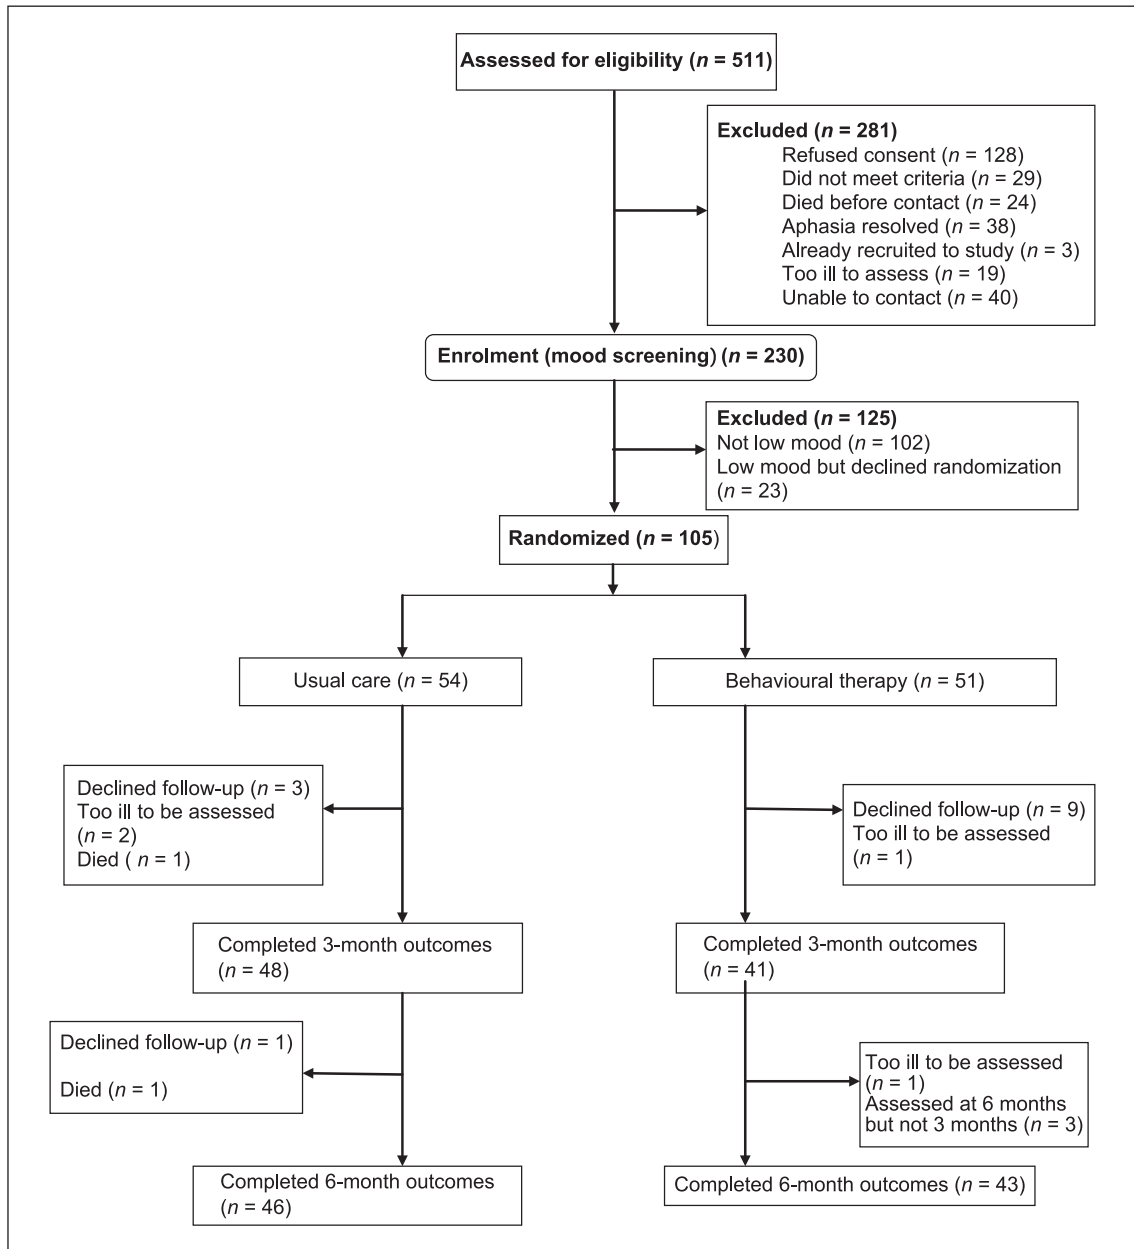 Assessed for eligibility (n = 511)
Excluded (n = 281)
Refused consent (n = 128)
Did not meet criteria (n = 29)
Died before contact (n = 24)
Aphasia resolved (n = 38)
Already recruited to study (n = 3)
Too ill to assess (n = 19)
Unable to contact (n = 40)
Enrolment (mood screening) (n = 230)
Excluded (n = 125)
Not low mood (n = 102)
Low mood but declined randomization
(n = 23)
Randomized (n = 105)
Usual care (n = 54)
Behavioural therapy (n = 51)
Declined follow-up (n = 3)
Too ill to be assessed
(n = 2)
Died ( n = 1)
Declined follow-up (n = 9)
Too ill to be assessed
(n = 1)
Completed 3-month outcomes
(n = 48)
Completed 3-month outcomes
(n = 41)
Declined follow-up (n = 1)
Died (n = 1)
Too ill to be assessed
(n = 1)
Assessed at 6 months
but not 3 months (n = 3)
Completed 6-month outcomes
(n = 46)
Completed 6-month outcomes (n = 43)